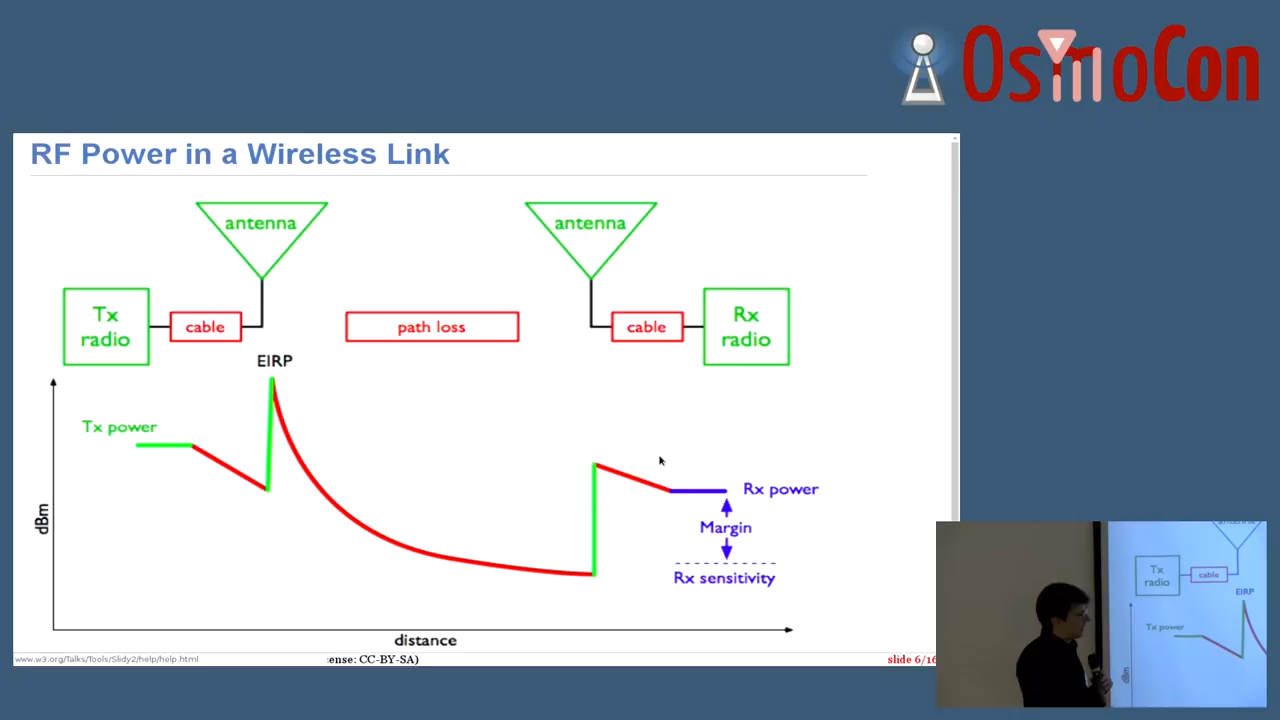 OsmoCon
RF Power in a Wireless Link
antenna
antenna
Tx
radio
cable
path loss
cable
Rx
radio
EIRP
Tx power
dBm
Rx power
Margin
Rx sensitivity
distance
www.w3.org/Talks/Tools/Slidy2/help/help.html
ense: CC-BY-SA)
slide 6/16
Tx
radio
cable
EIRP
Tx power
dBm